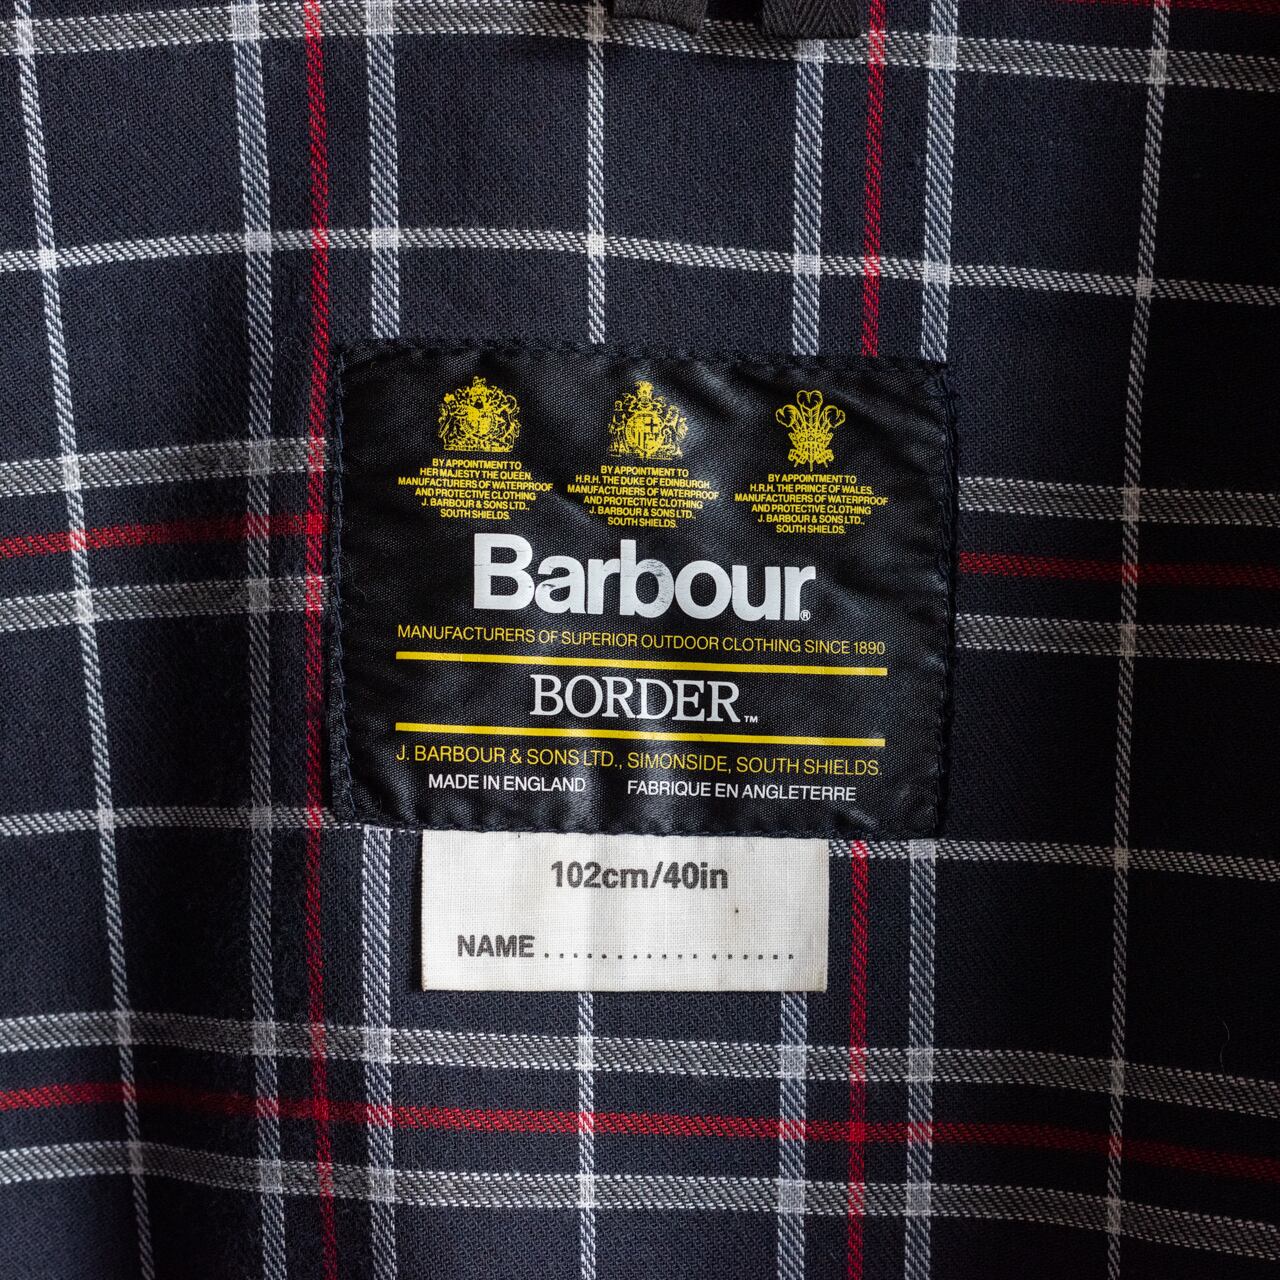 BY APPOINTMENT TO
HER MAJESTY THE QUEEN.
MANUFACTURERS OF WATERPROOF
AND PROTECTIVE CLOTHING
J. BARBOUR & SONS LTD.,
SOUTH SHIELDS.
BY APPOINTMENT TO
H.R.H. THE DUKE OF EDINBURGH.
MANUFACTURERS OF WATERPROOF
AND PROTECTIVE CLOTHING
J. BARBOUR & SONS LTD.,
SOUTH SHIELDS.
BY APPOINTMENT TO
H.R.H. THE PRINCE OF WALES.
MANUFACTURERS OF WATERPROOF
AND PROTECTIVE CLOTHING
J. BARBOUR & SONS LTD.,
SOUTH SHIELDS.
Barbour®
MANUFACTURERS OF SUPERIOR OUTDOOR CLOTHING SINCE 1890
BORDER™
J. BARBOUR & SONS LTD., SIMONSIDE, SOUTH SHIELDS.
MADE IN ENGLAND FABRIQUE EN ANGLETERRE
102cm/40in
NAME .................